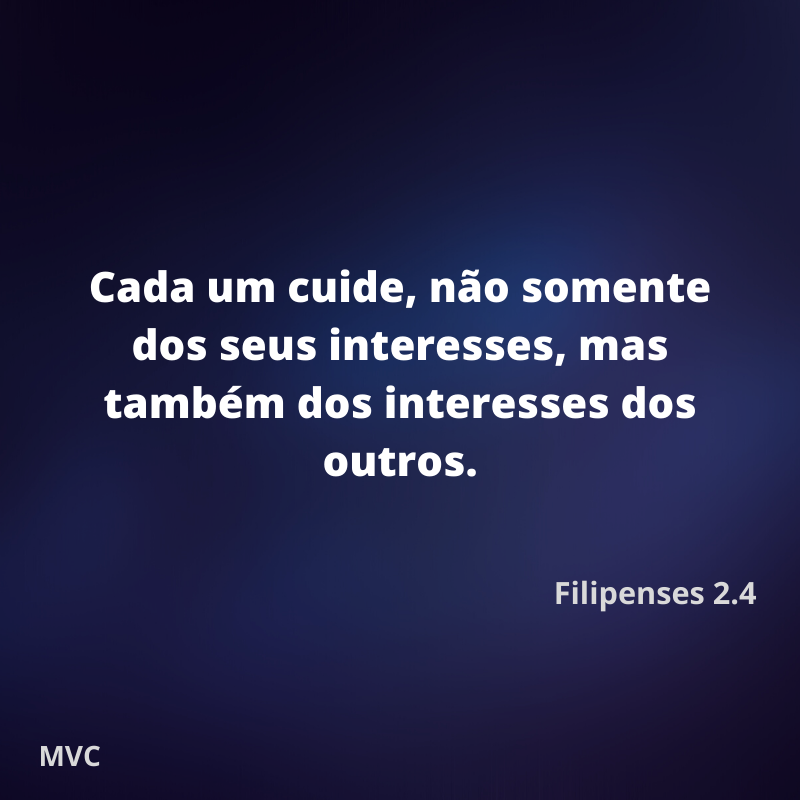 Cada um cuide, não somente
dos seus interesses, mas
também dos interesses dos
outros.
Filipenses 2.4
MVC